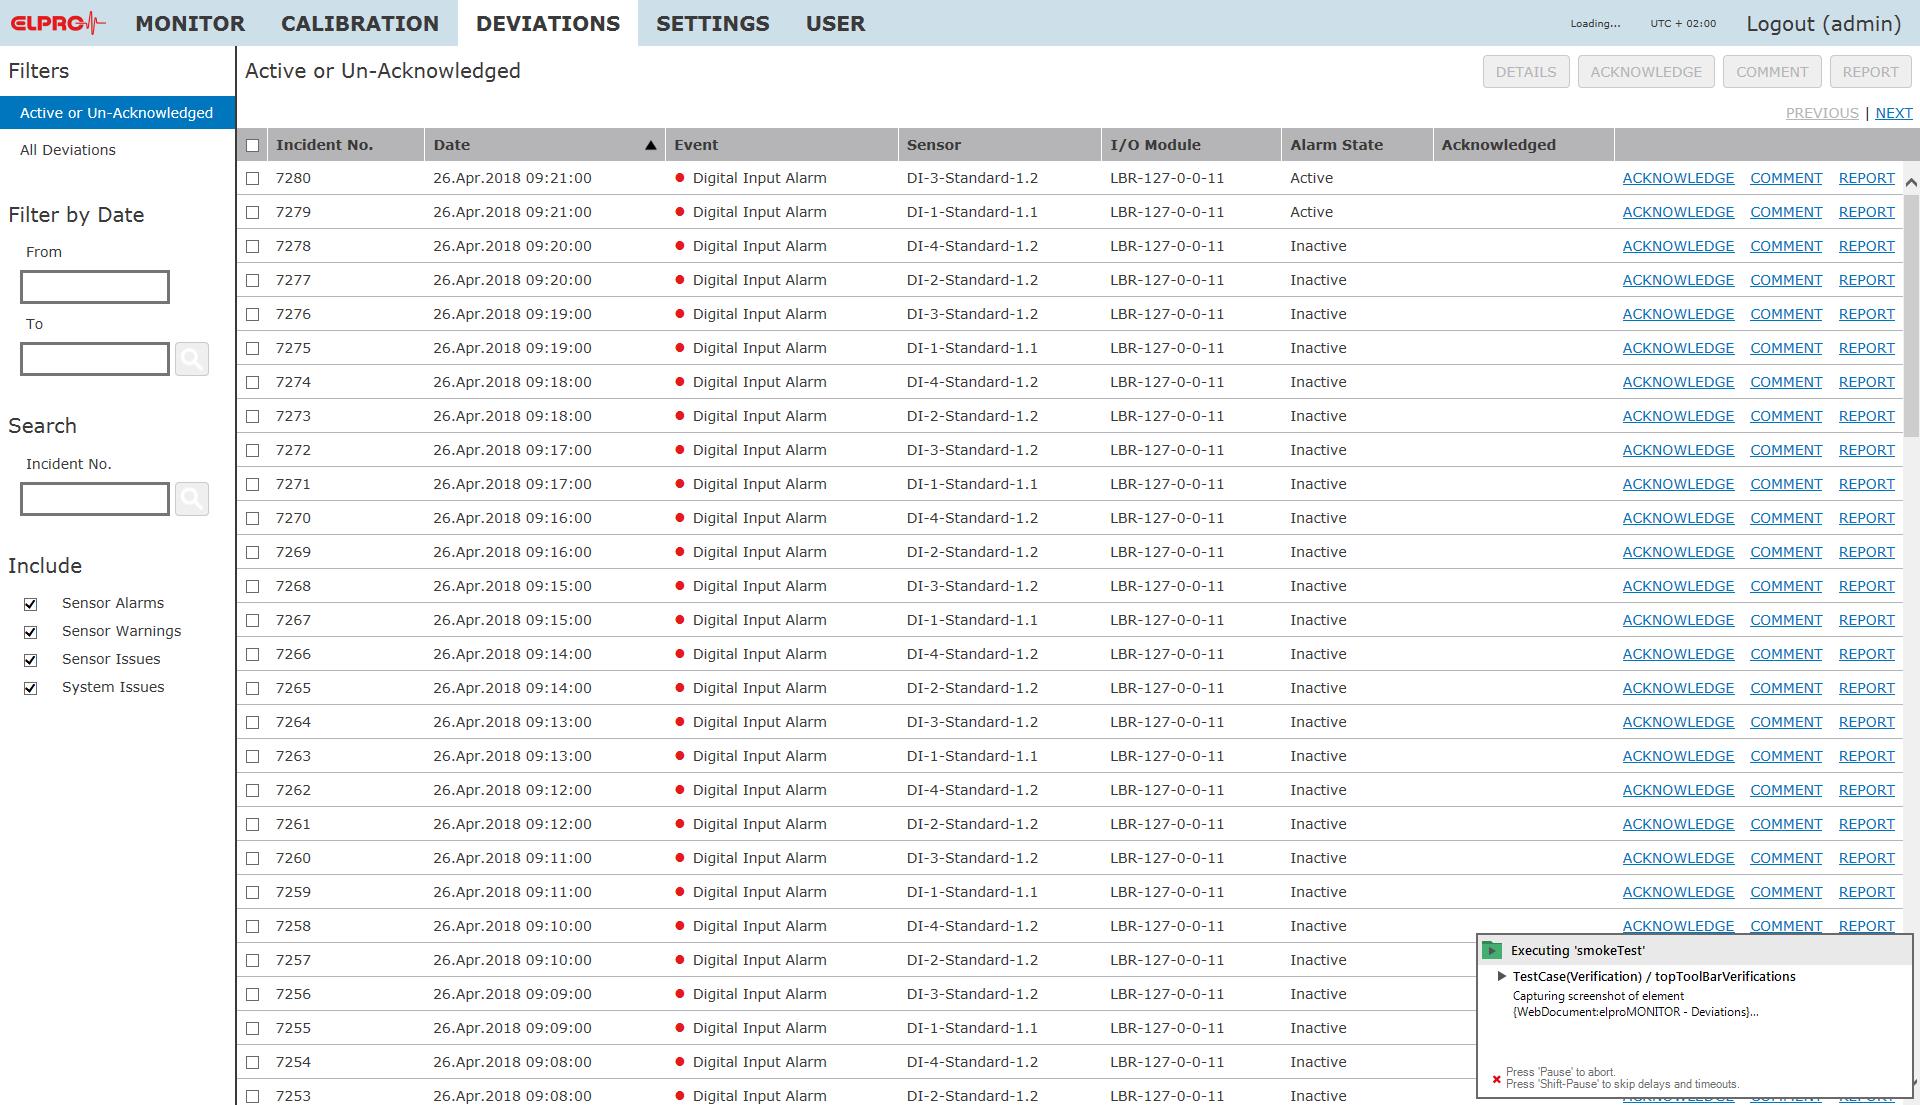 ELPRO MONITOR CALIBRATION DEVIATIONS SETTINGS USER Loading... UTC + 02:00 Logout (admin)
Filters
Active or Un-Acknowledged
All Deviations
Filter by Date
From
To
Search
Incident No.
Include
Sensor Alarms
Sensor Warnings
Sensor Issues
System Issues
Active or Un-Acknowledged DETAILS ACKNOWLEDGE COMMENT REPORT
PREVIOUS | NEXT
Incident No. Date Event Sensor I/O Module Alarm State Acknowledged
7280 26.Apr.2018 09:21:00 Digital Input Alarm DI-3-Standard-1.2 LBR-127-0-0-11 Active ACKNOWLEDGE COMMENT REPORT
7279 26.Apr.2018 09:21:00 Digital Input Alarm DI-1-Standard-1.1 LBR-127-0-0-11 Active ACKNOWLEDGE COMMENT REPORT
7278 26.Apr.2018 09:20:00 Digital Input Alarm DI-4-Standard-1.2 LBR-127-0-0-11 Inactive ACKNOWLEDGE COMMENT REPORT
7277 26.Apr.2018 09:20:00 Digital Input Alarm DI-2-Standard-1.2 LBR-127-0-0-11 Inactive ACKNOWLEDGE COMMENT REPORT
7276 26.Apr.2018 09:19:00 Digital Input Alarm DI-3-Standard-1.2 LBR-127-0-0-11 Inactive ACKNOWLEDGE COMMENT REPORT
7275 26.Apr.2018 09:19:00 Digital Input Alarm DI-1-Standard-1.1 LBR-127-0-0-11 Inactive ACKNOWLEDGE COMMENT REPORT
7274 26.Apr.2018 09:18:00 Digital Input Alarm DI-4-Standard-1.2 LBR-127-0-0-11 Inactive ACKNOWLEDGE COMMENT REPORT
7273 26.Apr.2018 09:18:00 Digital Input Alarm DI-2-Standard-1.2 LBR-127-0-0-11 Inactive ACKNOWLEDGE COMMENT REPORT
7272 26.Apr.2018 09:17:00 Digital Input Alarm DI-3-Standard-1.2 LBR-127-0-0-11 Inactive ACKNOWLEDGE COMMENT REPORT
7271 26.Apr.2018 09:17:00 Digital Input Alarm DI-1-Standard-1.1 LBR-127-0-0-11 Inactive ACKNOWLEDGE COMMENT REPORT
7270 26.Apr.2018 09:16:00 Digital Input Alarm DI-4-Standard-1.2 LBR-127-0-0-11 Inactive ACKNOWLEDGE COMMENT REPORT
7269 26.Apr.2018 09:16:00 Digital Input Alarm DI-2-Standard-1.2 LBR-127-0-0-11 Inactive ACKNOWLEDGE COMMENT REPORT
7268 26.Apr.2018 09:15:00 Digital Input Alarm DI-3-Standard-1.2 LBR-127-0-0-11 Inactive ACKNOWLEDGE COMMENT REPORT
7267 26.Apr.2018 09:15:00 Digital Input Alarm DI-1-Standard-1.1 LBR-127-0-0-11 Inactive ACKNOWLEDGE COMMENT REPORT
7266 26.Apr.2018 09:14:00 Digital Input Alarm DI-4-Standard-1.2 LBR-127-0-0-11 Inactive ACKNOWLEDGE COMMENT REPORT
7265 26.Apr.2018 09:14:00 Digital Input Alarm DI-2-Standard-1.2 LBR-127-0-0-11 Inactive ACKNOWLEDGE COMMENT REPORT
7264 26.Apr.2018 09:13:00 Digital Input Alarm DI-3-Standard-1.2 LBR-127-0-0-11 Inactive ACKNOWLEDGE COMMENT REPORT
7263 26.Apr.2018 09:13:00 Digital Input Alarm DI-1-Standard-1.1 LBR-127-0-0-11 Inactive ACKNOWLEDGE COMMENT REPORT
7262 26.Apr.2018 09:12:00 Digital Input Alarm DI-4-Standard-1.2 LBR-127-0-0-11 Inactive ACKNOWLEDGE COMMENT REPORT
7261 26.Apr.2018 09:12:00 Digital Input Alarm DI-2-Standard-1.2 LBR-127-0-0-11 Inactive ACKNOWLEDGE COMMENT REPORT
7260 26.Apr.2018 09:11:00 Digital Input Alarm DI-3-Standard-1.2 LBR-127-0-0-11 Inactive ACKNOWLEDGE COMMENT REPORT
7259 26.Apr.2018 09:11:00 Digital Input Alarm DI-1-Standard-1.1 LBR-127-0-0-11 Inactive ACKNOWLEDGE COMMENT REPORT
7258 26.Apr.2018 09:10:00 Digital Input Alarm DI-4-Standard-1.2 LBR-127-0-0-11 Inactive ACKNOWLEDGE COMMENT REPORT
7257 26.Apr.2018 09:10:00 Digital Input Alarm DI-2-Standard-1.2 LBR-127-0-0-11 Inactive
7256 26.Apr.2018 09:09:00 Digital Input Alarm DI-3-Standard-1.2 LBR-127-0-0-11 Inactive
7255 26.Apr.2018 09:09:00 Digital Input Alarm DI-1-Standard-1.1 LBR-127-0-0-11 Inactive
7254 26.Apr.2018 09:08:00 Digital Input Alarm DI-4-Standard-1.2 LBR-127-0-0-11 Inactive
7253 26.Apr.2018 09:08:00 Digital Input Alarm DI-2-Standard-1.2 LBR-127-0-0-11 Inactive
Executing 'smokeTest'
TestCase(Verification) / topToolBarVerifications
Capturing screenshot of element
{WebDocument:elproMONITOR - Deviations}...
Press 'Pause' to abort.
Press 'Shift-Pause' to skip delays and timeouts.